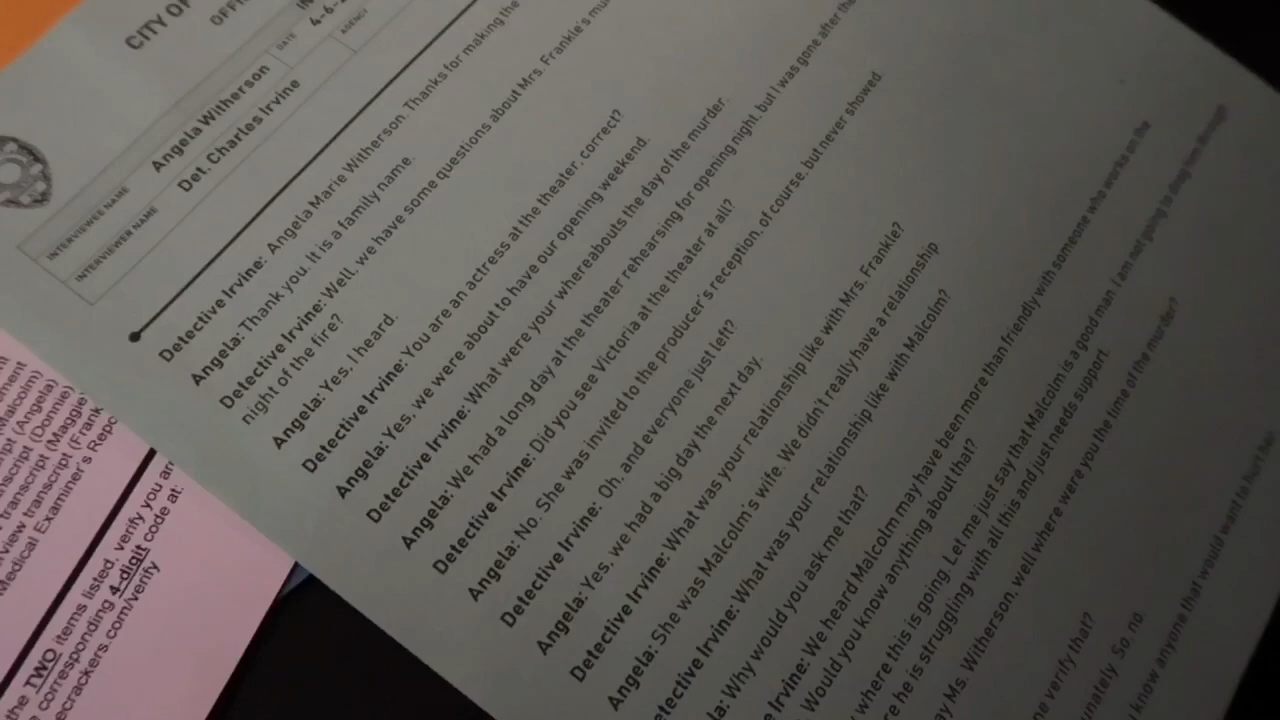 CITY OF
OFFI
INTERVIEWEE NAME
Angela Witherson
DATE
4-6-
INTERVIEWER NAME
Det. Charles Irvine
AGENCY
Detective Irvine: Angela Marie Witherson. Thanks for making the
Angela: Thank you. It is a family name.
Detective Irvine: Well, we have some questions about Mrs. Frankle's mu
night of the fire?
Angela: Yes, I heard.
Detective Irvine: You are an actress at the theater, correct?
Angela: Yes, we were about to have our opening weekend.
Detective Irvine: What were your whereabouts the day of the murder.
Angela: We had a long day at the theater rehearsing for opening night, but I was gone after the
Detective Irvine: Did you see Victoria at the theater at all?
Angela: No. She was invited to the producer's reception, of course, but never showed
Detective Irvine: Oh, and everyone just left?
Angela: Yes, we had a big day the next day.
Detective Irvine: What was your relationship like with Mrs. Frankle?
Angela: She was Malcolm's wife. We didn't really have a relationship
etective Irvine: What was your relationship like with Malcolm?
la: Why would you ask me that?
e Irvine: We heard Malcolm may have been more than friendly with someone who works on the
Would you know anything about that?
where this is going. Let me just say that Malcolm is a good man. I am not going to drag him through
re he is struggling with all this and just needs support.
ay Ms. Witherson, well where were you the time of the murder?
ne verify that?
unately. So, no.
know anyone that would want to hurt her
ment
alcolm)
pt (Angela)
nscript (Donnie)
transcript (Maggie)
view transcript (Frank
Medical Examiner's Repo
the TWO items listed, verify you an
corresponding 4-digit code at:
ecrackers.com/verify